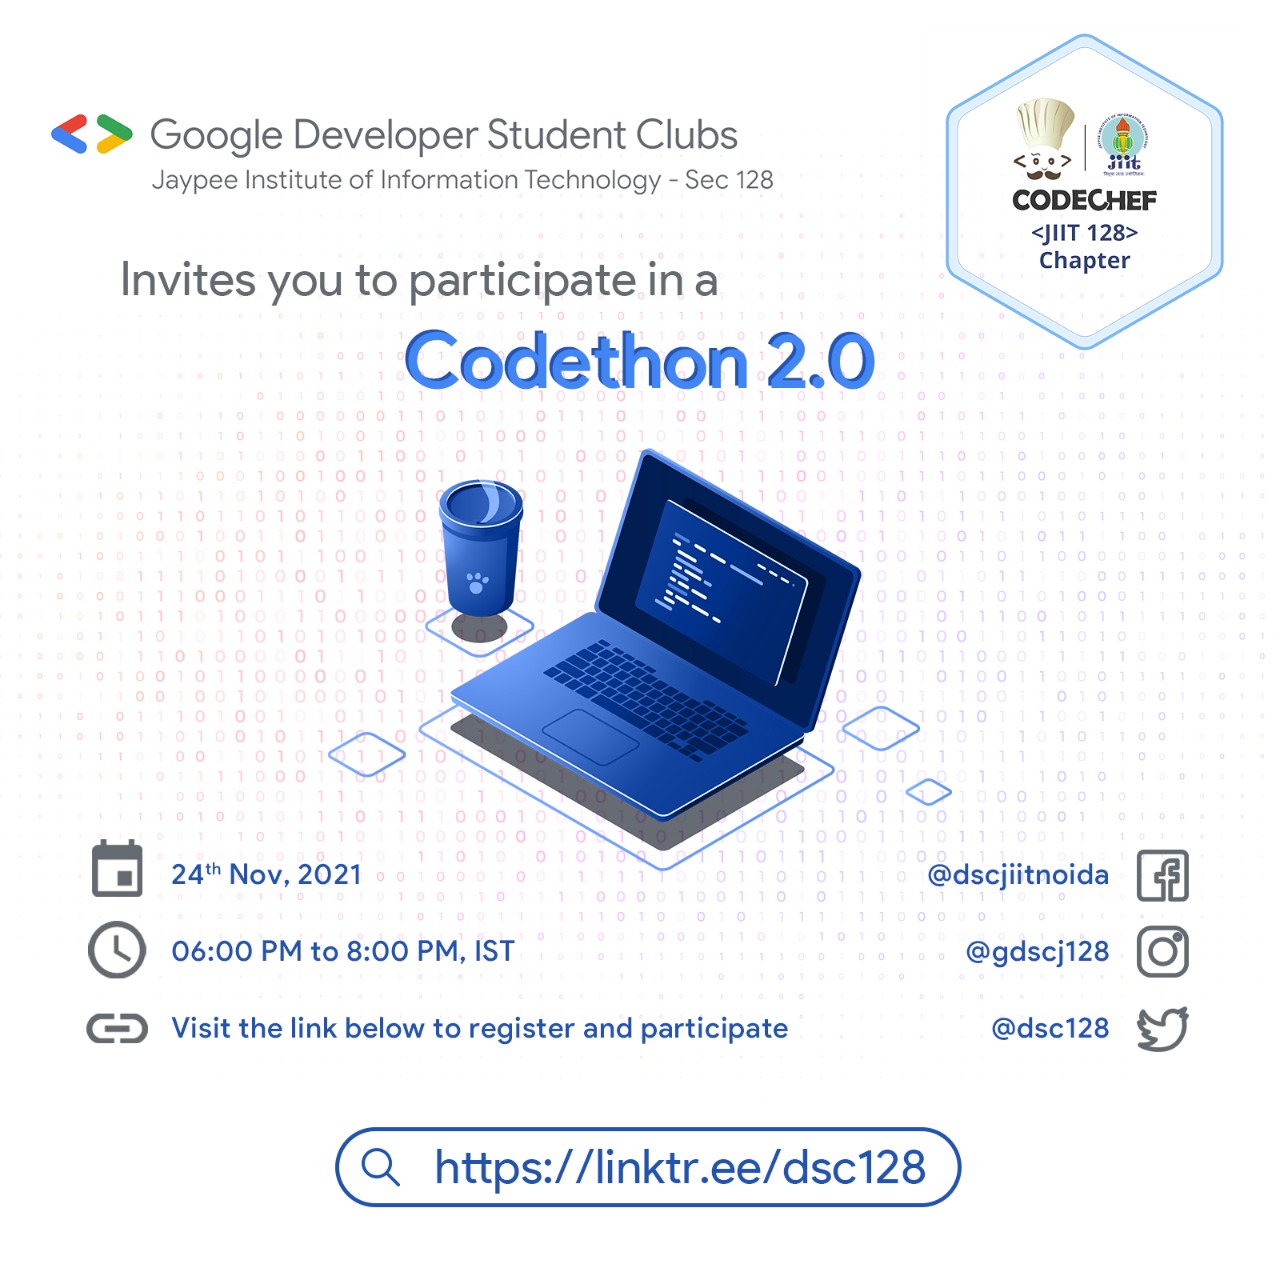 Google Developer Student Clubs
Jaypee Institute of Information Technology - Sec 128
jiit
CODECHEF
<JIIT 128>
Chapter
Invites you to participate in a
Codethon 2.0
24th Nov, 2021
06:00 PM to 8:00 PM, IST
Visit the link below to register and participate
@dscjiitnoida
@gdscj128
@dsc128
https://linktr.ee/dsc128